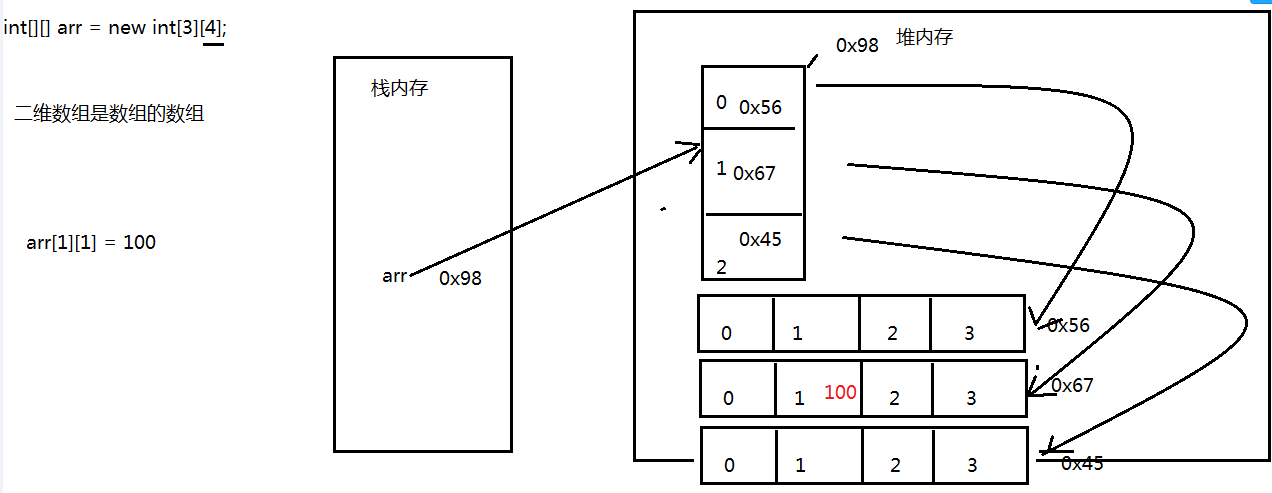 int[][] arr = new int[3][4];
二维数组是数组的数组
arr[1][1] = 100
栈内存
arr 0x98
0x98 堆内存
0 0x56
1 0x67
0x45
2
0 1 2 3 0x56
0 1 100 2 3 0x67
0 1 2 3 0x45